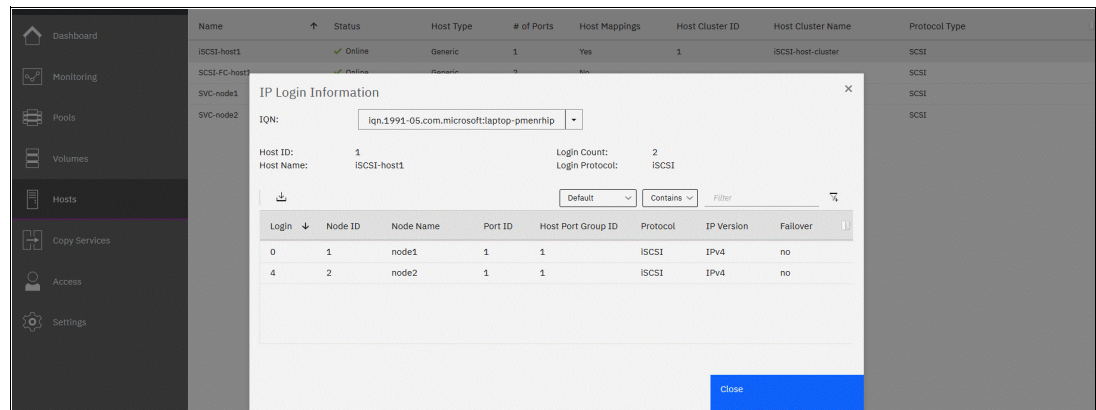 Name Status Host Type # of Ports Host Mappings Host Cluster ID Host Cluster Name Protocol Type
Dashboard
iSCSI-host1 Online Generic 1 Yes 1 iSCSI-host-cluster SCSI
SCSI-FC-host1 Online Generic 2 No SCSI
Monitoring
IP Login Information
SVC-node1 SCSI
SVC-node2 SCSI
Pools
IQN: iqn.1991-05.com.microsoft:laptop-pmenrhip
Volumes
Host ID: 1 Login Count: 2
Host Name: iSCSI-host1 Login Protocol: iSCSI
Hosts
Default Contains Filter
Login Node ID Node Name Port ID Host Port Group ID Protocol IP Version Failover
Copy Services
0 1 node1 1 1 iSCSI IPv4 no
4 2 node2 1 1 iSCSI IPv4 no
Access
Settings
Close